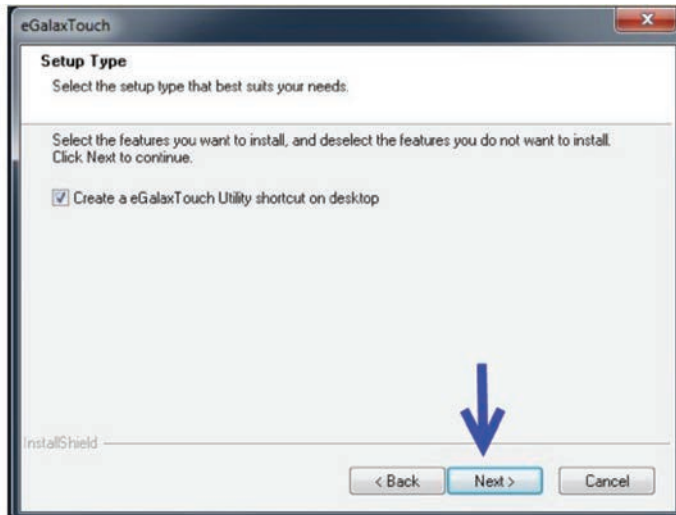 eGalaxTouch
Setup Type
Select the setup type that best suits your needs.
Select the features you want to install, and deselect the features you do not want to install.
Click Next to continue.
Create a eGalaxTouch Utility shortcut on desktop
InstallShield
< Back Next > Cancel